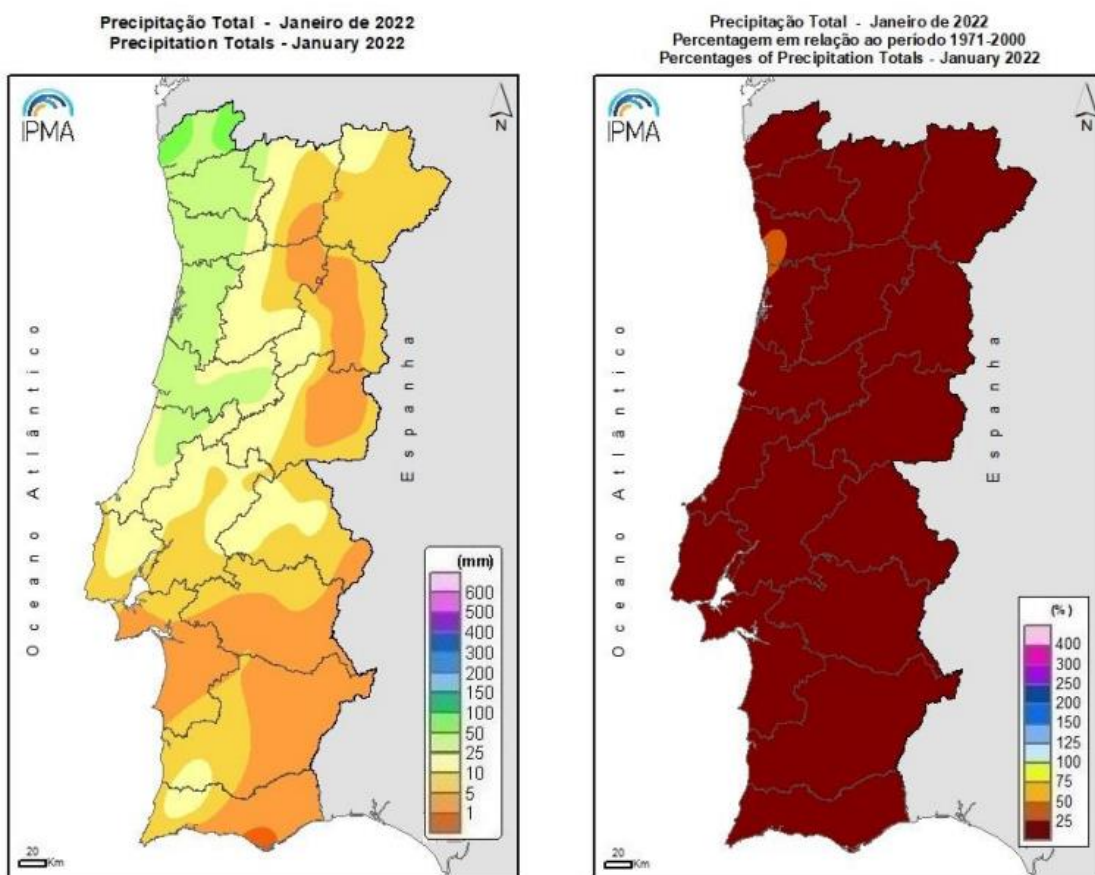 Precipitação Total - Janeiro de 2022
Precipitation Totals - January 2022
IPMA
N
Oceano Atlântico
Espanha
(mm)
600
500
400
300
200
150
100
50
25
10
5
1
20
Km
Precipitação Total - Janeiro de 2022
Percentagem em relação ao período 1971-2000
Percentages of Precipitation Totals - January 2022
IPMA
N
Oceano Atlântico
Espanha
(%)
400
300
250
200
150
125
100
75
50
25
20
Km